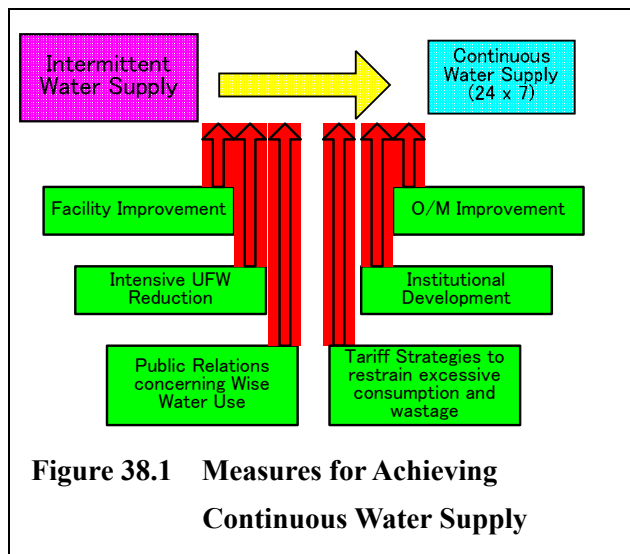 Intermittent
Water Supply
Continuous
Water Supply
(24 x 7)
Facility Improvement
O/M Improvement
Intensive UFW
Reduction
Institutional
Development
Public Relations
concerning Wise
Water Use
Tariff Strategies to
restrain excessive
consumption and
wastage
Figure 38.1 Measures for Achieving
Continuous Water Supply